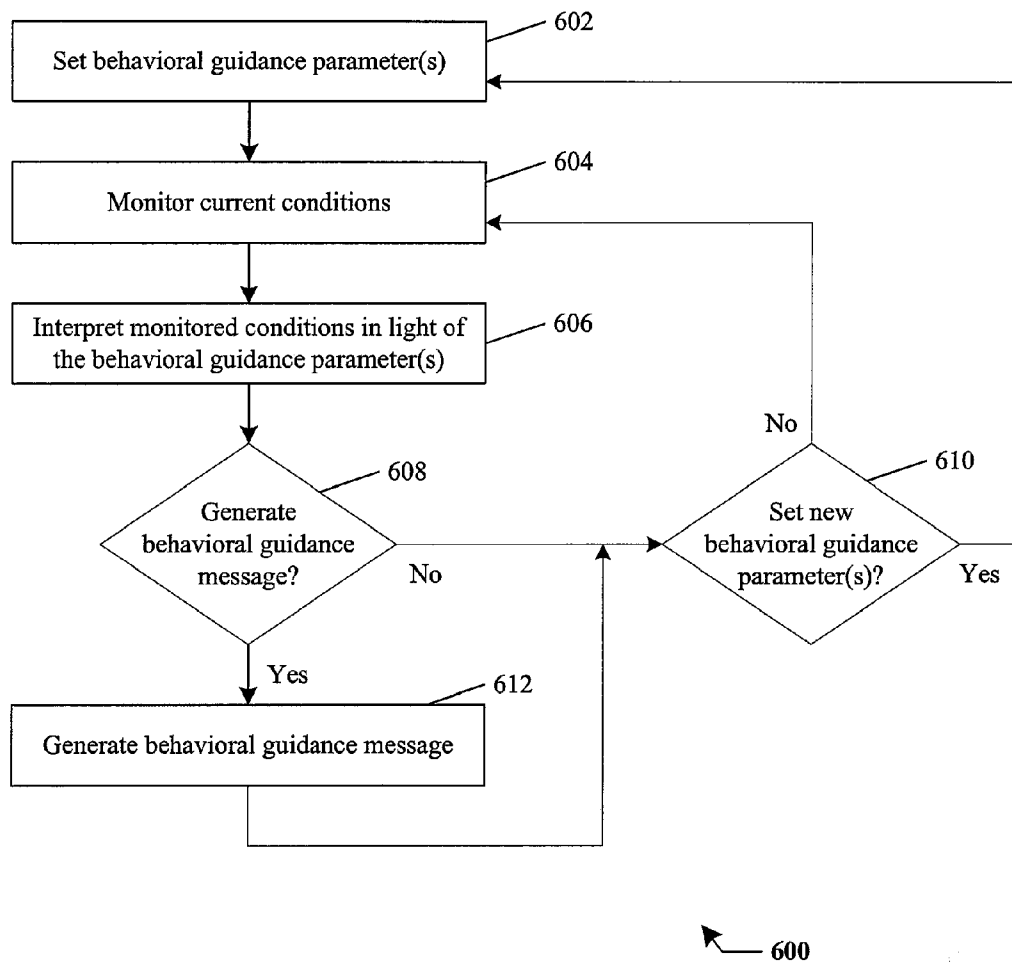 602
Set behavioral guidance parameter(s)
604
Monitor current conditions
Interpret monitored conditions in light of
the behavioral guidance parameter(s)
606
608
Generate
behavioral guidance
message?
No
Yes
No
610
Set new
behavioral guidance
parameter(s)?
Yes
612
Generate behavioral guidance message
600